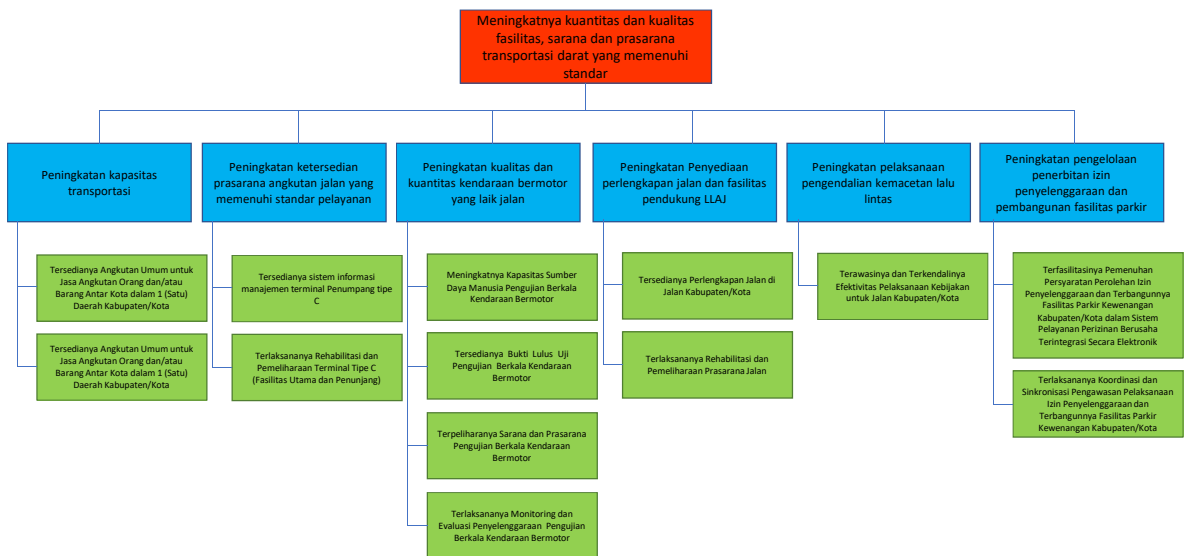 Meningkatnya kuantitas dan kualitas
fasilitas, sarana dan prasarana
transportasi darat yang memenuhi
standar
Peningkatan kapasitas
transportasi
Peningkatan ketersedian
prasarana angkutan jalan yang
memenuhi standar pelayanan
Peningkatan kualitas dan
kuantitas kendaraan bermotor
yang laik jalan
Peningkatan Penyediaan
perlengkapan jalan dan fasilitas
pendukung LLAJ
Peningkatan pelaksanaan
pengendalian kemacetan lalu
lintas
Peningkatan pengelolaan
penerbitan izin
penyelenggaraan dan
pembangunan fasilitas parkir
Tersedianya Angkutan Umum untuk
Jasa Angkutan Orang dan/atau
Barang Antar Kota dalam 1 (Satu)
Daerah Kabupaten/Kota
Tersedianya Angkutan Umum untuk
Jasa Angkutan Orang dan/atau
Barang Antar Kota dalam 1 (Satu)
Daerah Kabupaten/Kota
Tersedianya sistem informasi
manajemen terminal Penumpang tipe
C
Terlaksananya Rehabilitasi dan
Pemeliharaan Terminal Tipe C
(Fasilitas Utama dan Penunjang)
Meningkatnya Kapasitas Sumber
Daya Manusia Pengujian Berkala
Kendaraan Bermotor
Tersedianya Bukti Lulus Uji
Pengujian Berkala Kendaraan
Bermotor
Terpeliharanya Sarana dan Prasarana
Pengujian Berkala Kendaraan
Bermotor
Terlaksananya Monitoring dan
Evaluasi Penyelenggaraan Pengujian
Berkala Kendaraan Bermotor
Tersedianya Perlengkapan Jalan di
Jalan Kabupaten/Kota
Terlaksananya Rehabilitasi dan
Pemeliharaan Prasarana Jalan
Terawasinya dan Terkendalinya
Efektivitas Pelaksanaan Kebijakan
untuk Jalan Kabupaten/Kota
Terfasilitasinya Pemenuhan
Persyaratan Perolehan Izin
Penyelenggaraan dan Terbangunnya
Fasilitas Parkir Kewenangan
Kabupaten/Kota dalam Sistem
Pelayanan Perizinan Berusaha
Terintegrasi Secara Elektronik
Terlaksananya Koordinasi dan
Sinkronisasi Pengawasan Pelaksanaan
Izin Penyelenggaraan dan
Terbangunnya Fasilitas Parkir
Kewenangan Kabupaten/Kota